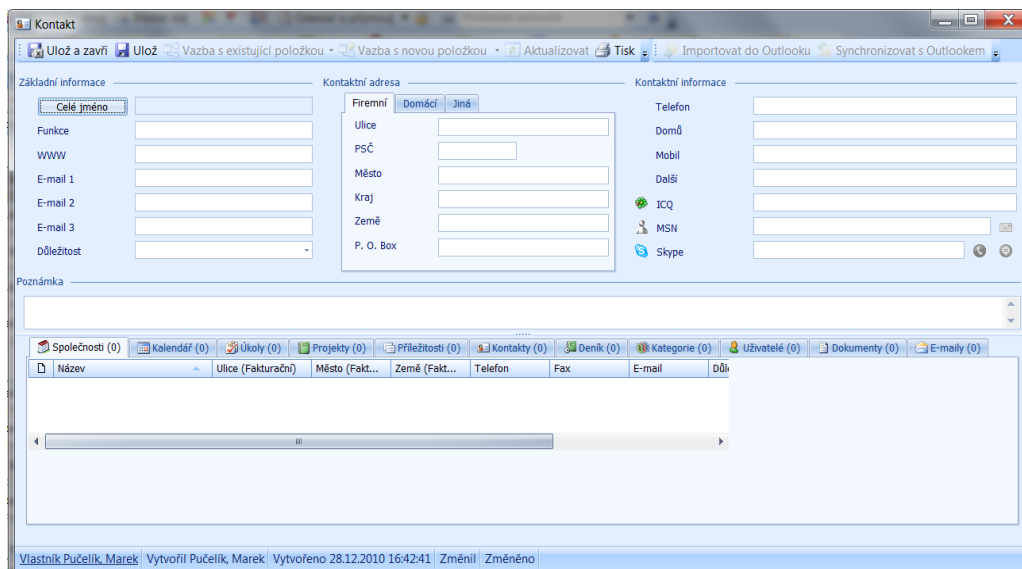 Kontakt
Ulož a zavři Ulož Vazba s existující položkou Vazba s novou položkou Aktualizovat Tisk Importovat do Outlooku Synchronizovat s Outlookem
Základní informace
Celé jméno
Funkce
WWW
E-mail 1
E-mail 2
E-mail 3
Důležitost
Kontaktní adresa
Firemní Domácí Jiná
Ulice
PSČ
Město
Kraj
Země
P. O. Box
Kontaktní informace
Telefon
Domů
Mobil
Další
ICQ
MSN
Skype
Poznámka
Společnosti (0) Kalendář (0) Úkoly (0) Projekty (0) Příležitosti (0) Kontakty (0) Deník (0) Kategorie (0) Uživatelé (0) Dokumenty (0) E-maily (0)
Název Ulice (Fakturační) Město (Fakt... Země (Fakt... Telefon Fax E-mail Důle
Vlastník Pučelík, Marek Vytvořil Pučelík, Marek Vytvořeno 28.12.2010 16:42:41 Změnil Změněno